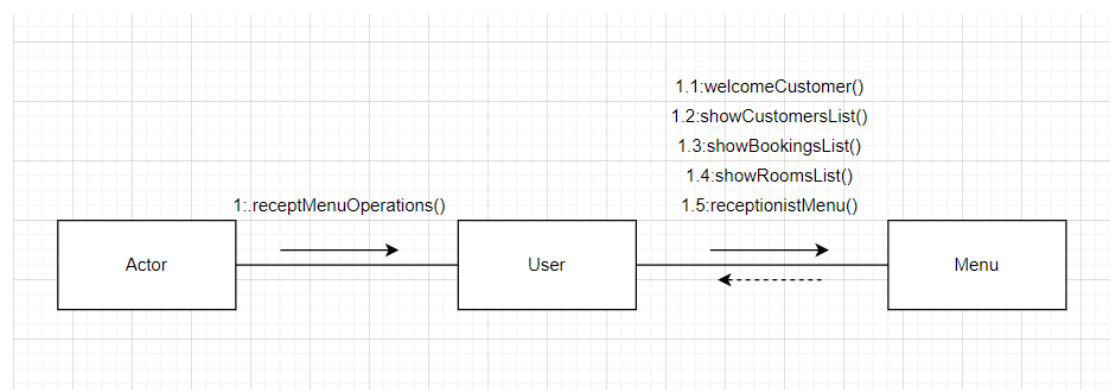 1.1:welcomeCustomer()
1.2:showCustomersList()
1.3:showBookingsList()
1.4:showRoomsList()
1:.receptMenuOperations()
1.5:receptionistMenu()
Actor
User
Menu